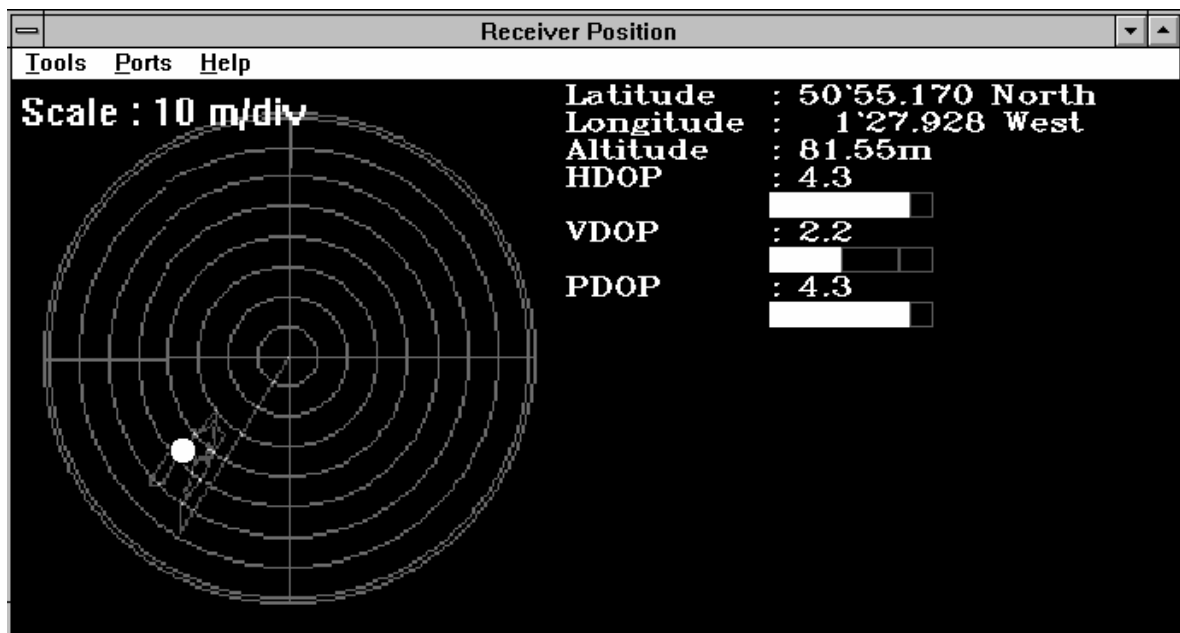 Receiver Position
Tools Ports Help
Scale : 10 m/div
Latitude : 50`55.170 North
Longitude : 1`27.928 West
Altitude : 81.55m
HDOP : 4.3
VDOP : 2.2
PDOP : 4.3